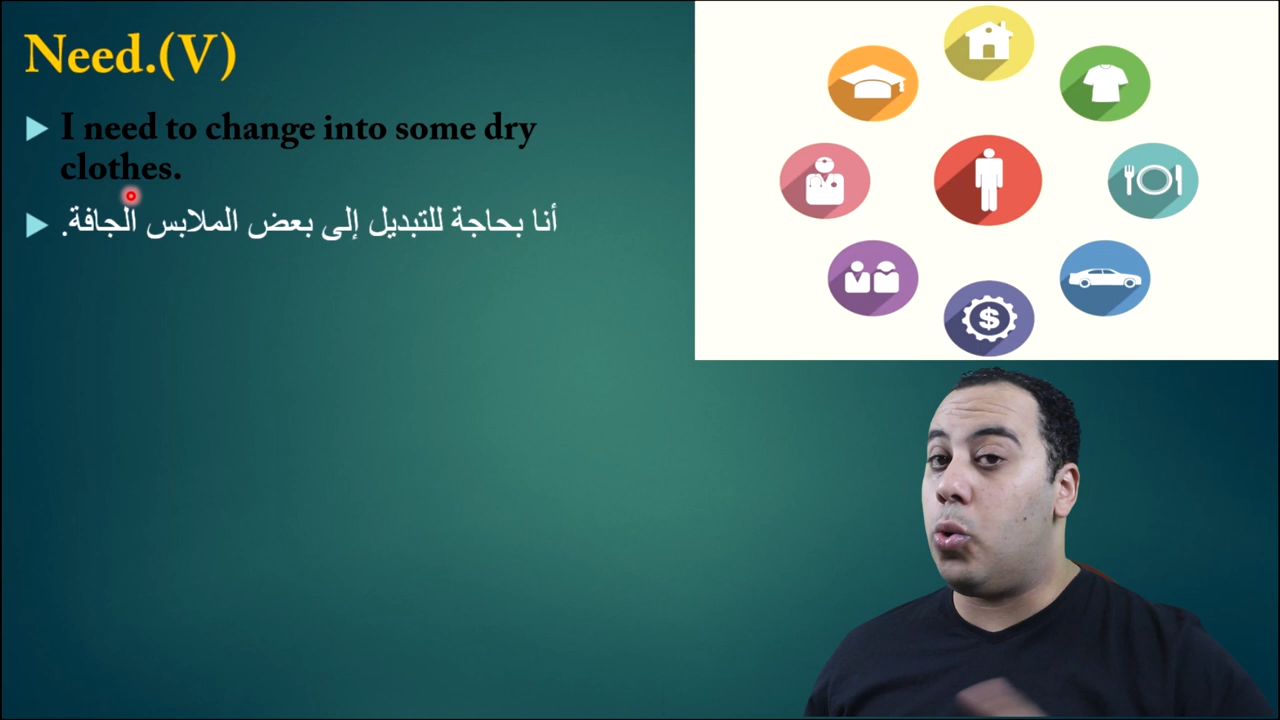 Need.(V)
I need to change into some dry
clothes.
أنا بحاجة للتبديل إلى بعض الملابس الجافة.
$